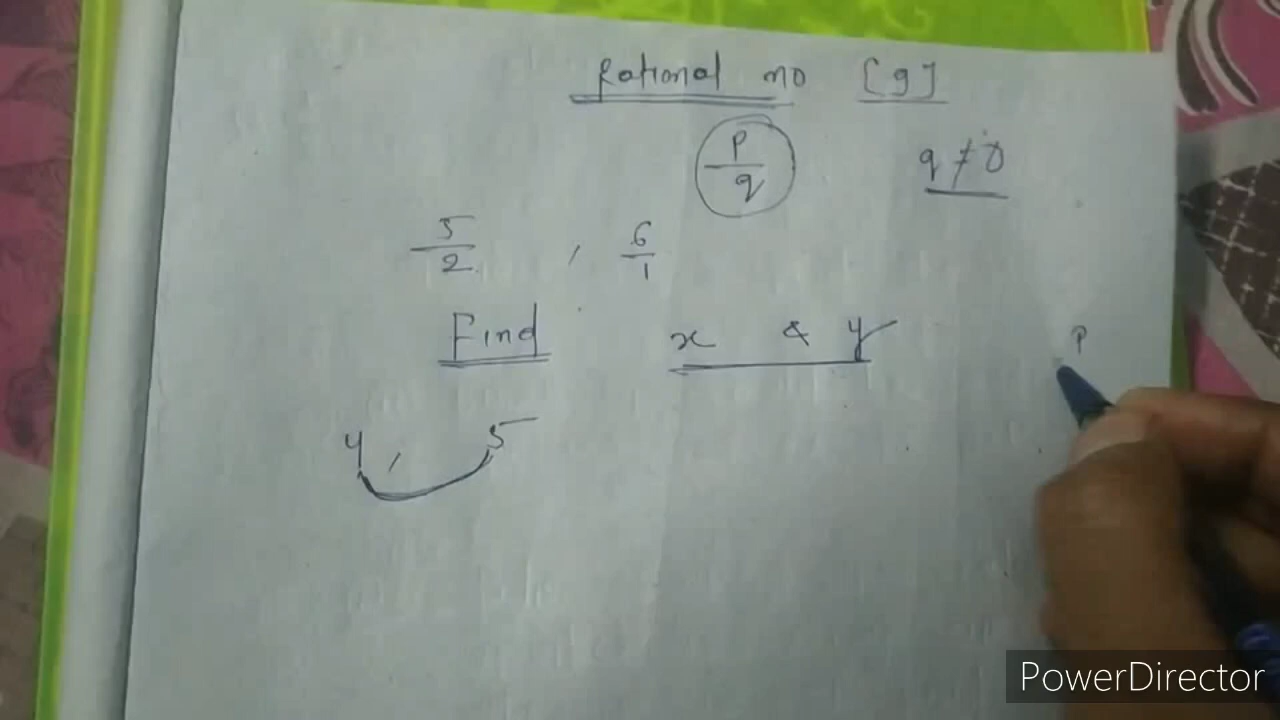 Rational no [9]
p/q q ≠ 0
5/2 , 6/1
Find x & y
P
4 , 5
PowerDirector